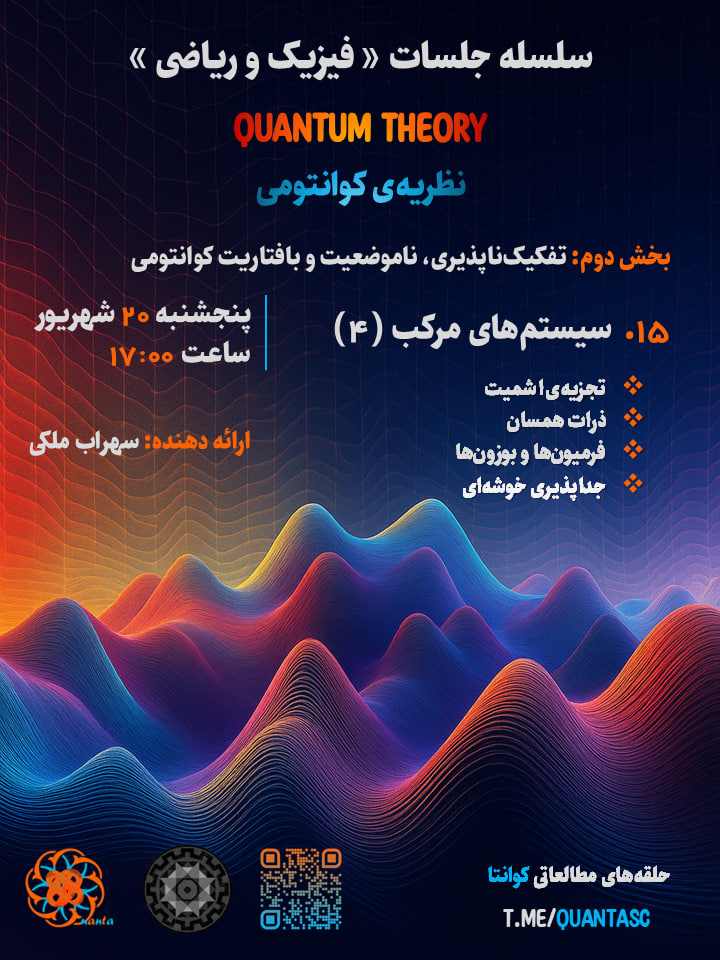 سلسله جلسات « فیزیک و ریاضی »
QUANTUM THEORY
نظریه‌ی کوانتومی
بخش دوم: تفکیک‌ناپذیری، ناموضعیت و بافتاریت کوانتومی
۱۵. سیستم‌های مرکب (۴)
تجزیه‌ی اشمیت
ذرات همسان
فرمیون‌ها و بوزون‌ها
جداپذیری خوشه‌ای
پنجشنبه ۲۰ شهریور
ساعت ۱۷:۰۰
ارائه دهنده: سهراب ملکی
حلقه‌های مطالعاتی کوانتا
T.ME/QUANTASC
uanta